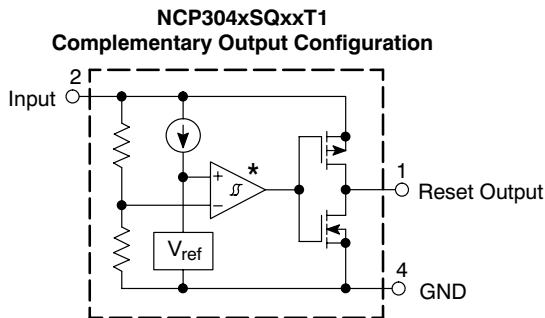 NCP304xSQxxT1
Complementary Output Configuration
2
Input
*
+
−
1
Reset Output
Vref
4
GND